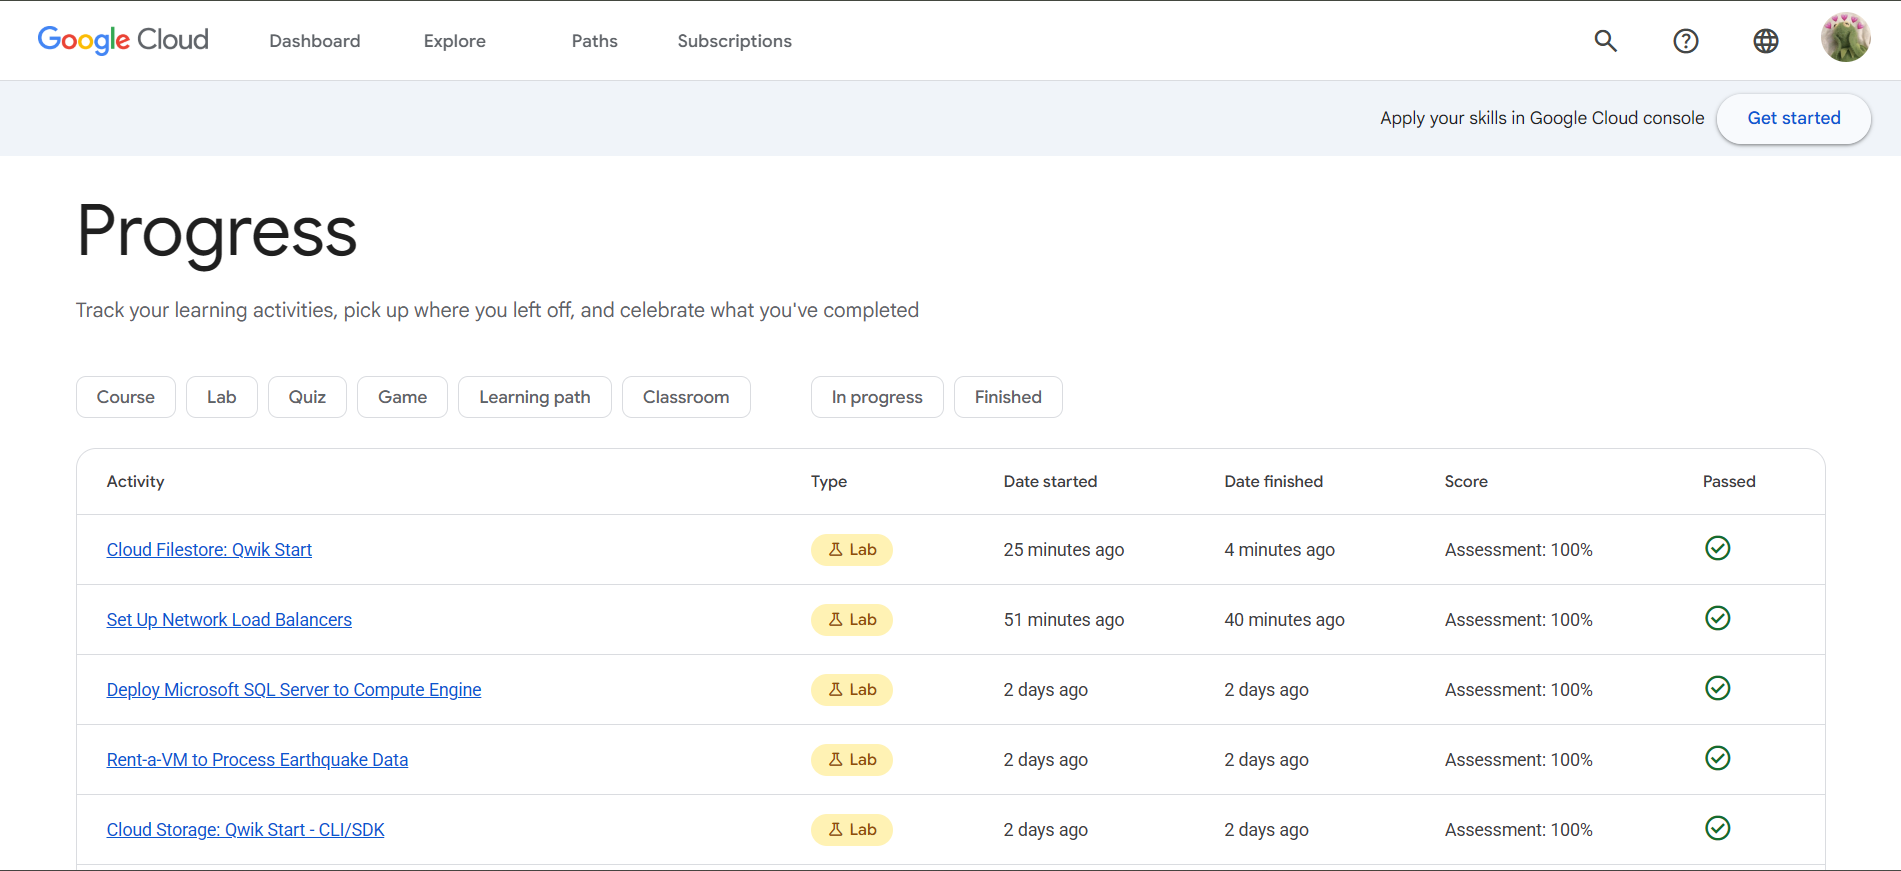 Google Cloud Dashboard Explore Paths Subscriptions
Apply your skills in Google Cloud console Get started
Progress
Track your learning activities, pick up where you left off, and celebrate what you've completed
Course Lab Quiz Game Learning path Classroom In progress Finished
Activity Type Date started Date finished Score Passed
Cloud Filestore: Qwik Start Lab 25 minutes ago 4 minutes ago Assessment: 100%
Set Up Network Load Balancers Lab 51 minutes ago 40 minutes ago Assessment: 100%
Deploy Microsoft SQL Server to Compute Engine Lab 2 days ago 2 days ago Assessment: 100%
Rent-a-VM to Process Earthquake Data Lab 2 days ago 2 days ago Assessment: 100%
Cloud Storage: Qwik Start - CLI/SDK Lab 2 days ago 2 days ago Assessment: 100%